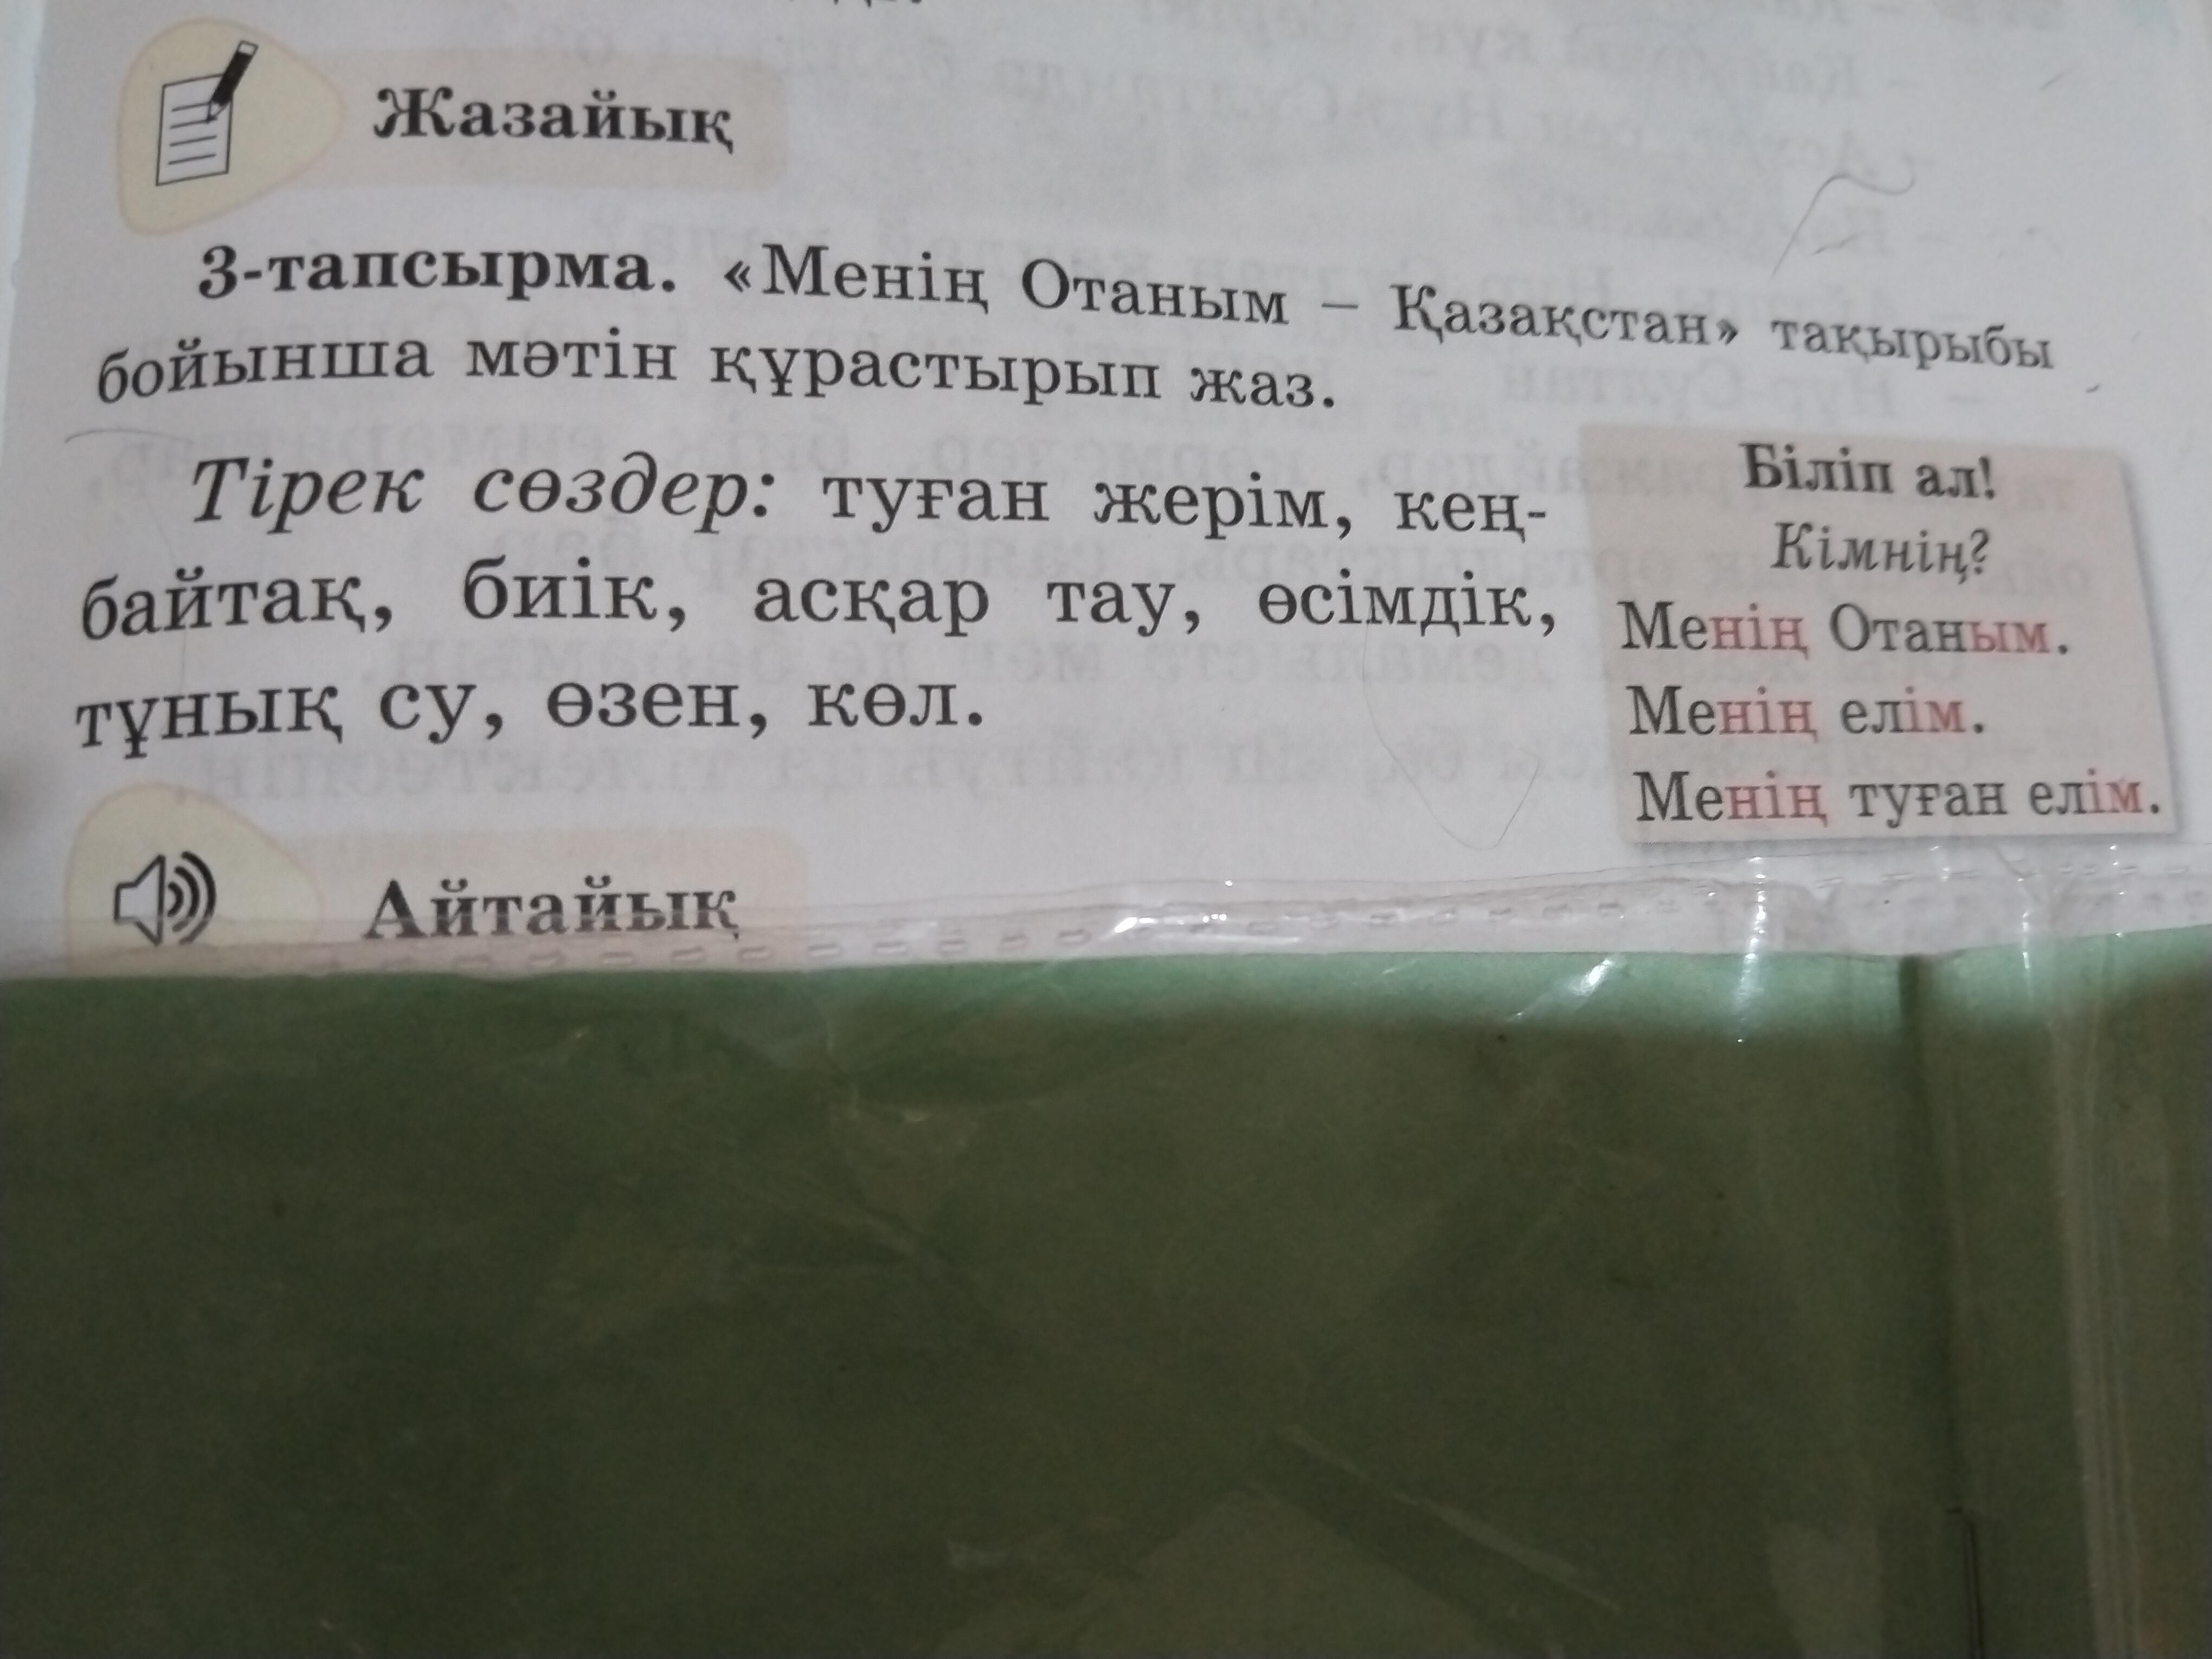 Жазайық
3-тапсырма. «Менің Отаным – Қазақстан» тақырыбы
бойынша мәтін құрастырып жаз.
Тірек сөздер: туған жерім, кең-
байтақ, биік, асқар тау, өсімдік,
тұнық су, өзен, көл.
Біліп ал!
Кімнің?
Менің Отаным.
Менің елім.
Менің туған елім.
Айтайық